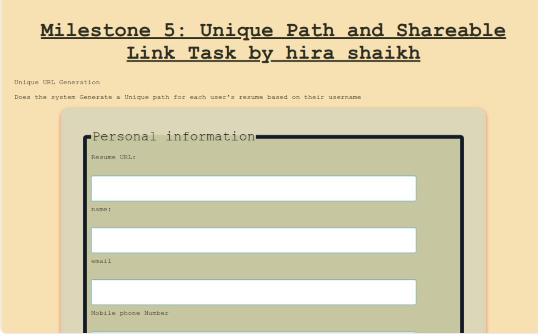 Milestone 5: Unique Path and Shareable
Link Task by hira shaikh
Unique URL Generation
Does the system Generate a Unique path for each user's resume based on their username
Personal information
Resume URL:
name:
email
Mobile phone Number